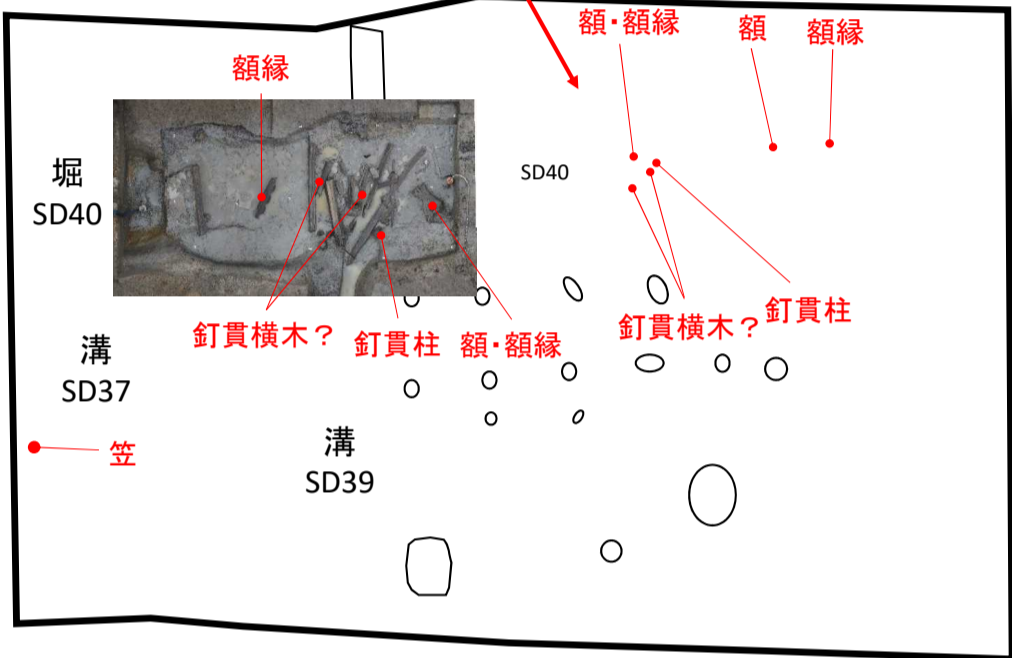 額・額縁
額
額縁
額縁
堀
SD40
SD40
釘貫横木？
釘貫柱
額・額縁
釘貫横木？
釘貫柱
溝
SD37
笠
溝
SD39